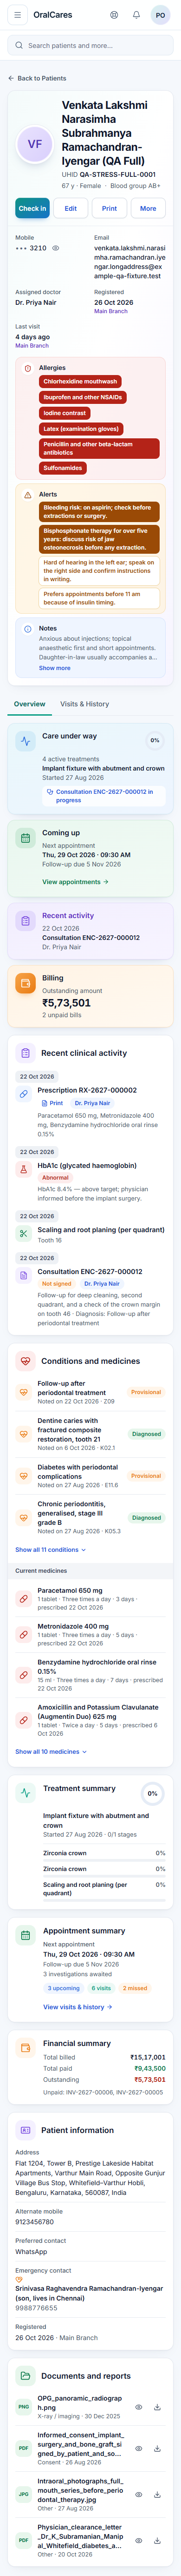 OralCares
PO
Search patients and more...
Back to Patients
VF
Venkata Lakshmi
Narasimha
Subrahmanya
Ramachandran-
Iyengar (QA Full)
UHID QA-STRESS-FULL-0001
67 y · Female · Blood group AB+
Check in
Edit
Print
More
Mobile
••• 3210
Email
venkata.lakshmi.narasi
mha.ramachandran.iye
ngar.longaddress@ex
ample-qa-fixture.test
Assigned doctor
Dr. Priya Nair
Registered
26 Oct 2026
Main Branch
Last visit
4 days ago
Main Branch
Allergies
Chlorhexidine mouthwash
Ibuprofen and other NSAIDs
Iodine contrast
Latex (examination gloves)
Penicillin and other beta-lactam
antibiotics
Sulfonamides
Alerts
Bleeding risk: on aspirin; check before
extractions or surgery.
Bisphosphonate therapy for over five
years: discuss risk of jaw
osteonecrosis before any extraction.
Hard of hearing in the left ear; speak on
the right side and confirm instructions
in writing.
Prefers appointments before 11 am
because of insulin timing.
Notes
Anxious about injections; topical
anaesthetic first and short appointments.
Daughter-in-law usually accompanies a...
Show more
Overview
Visits & History
Care under way
0%
4 active treatments
Implant fixture with abutment and crown
Started 27 Aug 2026
Consultation ENC-2627-000012 in
progress
Coming up
Next appointment
Thu, 29 Oct 2026 · 09:30 AM
Follow-up due 5 Nov 2026
View appointments →
Recent activity
22 Oct 2026
Consultation ENC-2627-000012
Dr. Priya Nair
Billing
Outstanding amount
₹5,73,501
2 unpaid bills
Recent clinical activity
22 Oct 2026
Prescription RX-2627-000002
Print
Dr. Priya Nair
Paracetamol 650 mg, Metronidazole 400
mg, Benzydamine hydrochloride oral rinse
0.15%
22 Oct 2026
HbA1c (glycated haemoglobin)
Abnormal
HbA1c 8.4% — above target; physician
informed before the implant surgery.
22 Oct 2026
Scaling and root planing (per quadrant)
Tooth 16
22 Oct 2026
Consultation ENC-2627-000012
Not signed
Dr. Priya Nair
Follow-up for deep cleaning, second
quadrant, and a check of the crown margin
on tooth 46 · Diagnosis: Follow-up after
periodontal treatment
Conditions and medicines
Follow-up after
periodontal treatment
Provisional
Noted on 22 Oct 2026 · Z09
Dentine caries with
fractured composite
restoration, tooth 21
Diagnosed
Noted on 6 Oct 2026 · K02.1
Diabetes with periodontal
complications
Provisional
Noted on 27 Aug 2026 · E11.6
Chronic periodontitis,
generalised, stage III
grade B
Diagnosed
Noted on 27 Aug 2026 · K05.3
Show all 11 conditions
Current medicines
Paracetamol 650 mg
1 tablet · Three times a day · 3 days ·
prescribed 22 Oct 2026
Metronidazole 400 mg
1 tablet · Three times a day · 5 days ·
prescribed 22 Oct 2026
Benzydamine hydrochloride oral rinse
0.15%
15 ml · Three times a day · 7 days · prescribed
22 Oct 2026
Amoxicillin and Potassium Clavulanate
(Augmentin Duo) 625 mg
1 tablet · Twice a day · 5 days · prescribed 6
Oct 2026
Show all 10 medicines
Treatment summary
0%
Implant fixture with abutment and
crown
Started 27 Aug 2026 · 0/1 stages
Zirconia crown 0%
Zirconia crown 0%
Scaling and root planing (per
quadrant) 0%
Appointment summary
Next appointment
Thu, 29 Oct 2026 · 09:30 AM
Follow-up due 5 Nov 2026
3 investigations awaited
3 upcoming
6 visits
2 missed
View visits & history →
Financial summary
Total billed ₹15,17,001
Total paid ₹9,43,500
Outstanding ₹5,73,501
Unpaid: INV-2627-00006, INV-2627-00005
Patient information
Address
Flat 1204, Tower B, Prestige Lakeside Habitat
Apartments, Varthur Main Road, Opposite Gunjur
Village Bus Stop, Whitefield–Varthur Hobli,
Bengaluru, Karnataka, 560087, India
Alternate mobile
9123456780
Preferred contact
WhatsApp
Emergency contact
Srinivasa Raghavendra Ramachandran-Iyengar
(son, lives in Chennai)
9988776655
Registered
26 Oct 2026 · Main Branch
Documents and reports
PNG
OPG_panoramic_radiograp
h.png
X-ray / imaging · 30 Dec 2025
PDF
Informed_consent_implant_
surgery_and_bone_graft_si
gned_by_patient_and_so...
Consent · 26 Aug 2026
JPG
Intraoral_photographs_full_
mouth_series_before_perio
dontal_therapy.jpg
Other · 27 Aug 2026
PDF
Physician_clearance_letter
_Dr_K_Subramanian_Manip
al_Whitefield_diabetes_a...
Other · 20 Oct 2026